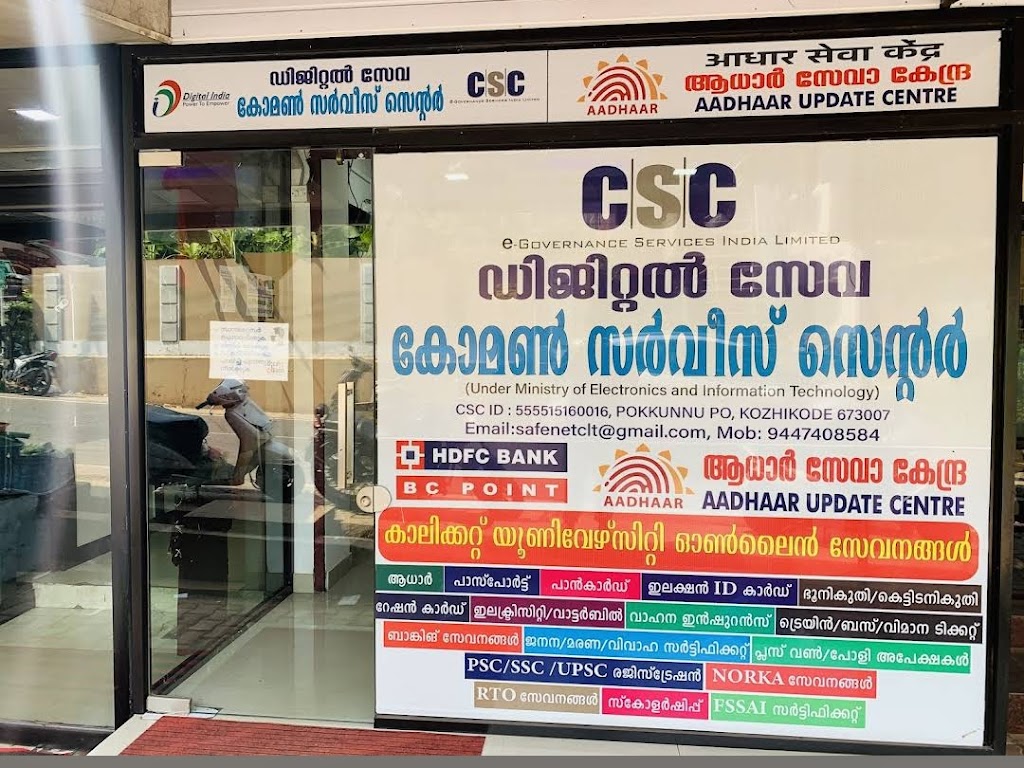 Digital India
Power To Empower
ഡിജിറ്റൽ സേവ
കോമൺ സർവീസ് സെന്റർ
CSC
e-GOVERNANCE SERVICES INDIA LIMITED
AADHAAR
आधार सेवा केंद्र
ആധാർ സേവാ കേന്ദ്ര
AADHAAR UPDATE CENTRE
CSC
e-GOVERNANCE SERVICES INDIA LIMITED
ഡിജിറ്റൽ സേവ
കോമൺ സർവീസ് സെന്റർ
(Under Ministry of Electronics and Information Technology)
CSC ID : 555515160016, POKKUNNU PO, KOZHIKODE 673007
Email:safenetclt@gmail.com, Mob: 9447408584
HDFC BANK
BC POINT
AADHAAR
ആധാർ സേവാ കേന്ദ്ര
AADHAAR UPDATE CENTRE
കാലിക്കറ്റ് യൂണിവേഴ്സിറ്റി ഓൺലൈൻ സേവനങ്ങൾ
ആധാർ പാസ്പോർട്ട് പാൻകാർഡ് ഇലക്ഷൻ ID കാർഡ് ഭൂനികുതി/കെട്ടിടനികുതി
റേഷൻ കാർഡ് ഇലക്ട്രിസിറ്റി/വാട്ടർബിൽ വാഹന ഇൻഷുറൻസ് ട്രെയിൻ/ബസ്/വിമാന ടിക്കറ്റ്
ബാങ്കിങ് സേവനങ്ങൾ ജനന/മരണ/വിവാഹ സർട്ടിഫിക്കറ്റ് പ്ലസ് വൺ/പോളി അപേക്ഷകൾ
PSC/SSC /UPSC രജിസ്ട്രേഷൻ NORKA സേവനങ്ങൾ
RTO സേവനങ്ങൾ സ്കോളർഷിപ്പ് FSSAI സർട്ടിഫിക്കറ്റ്